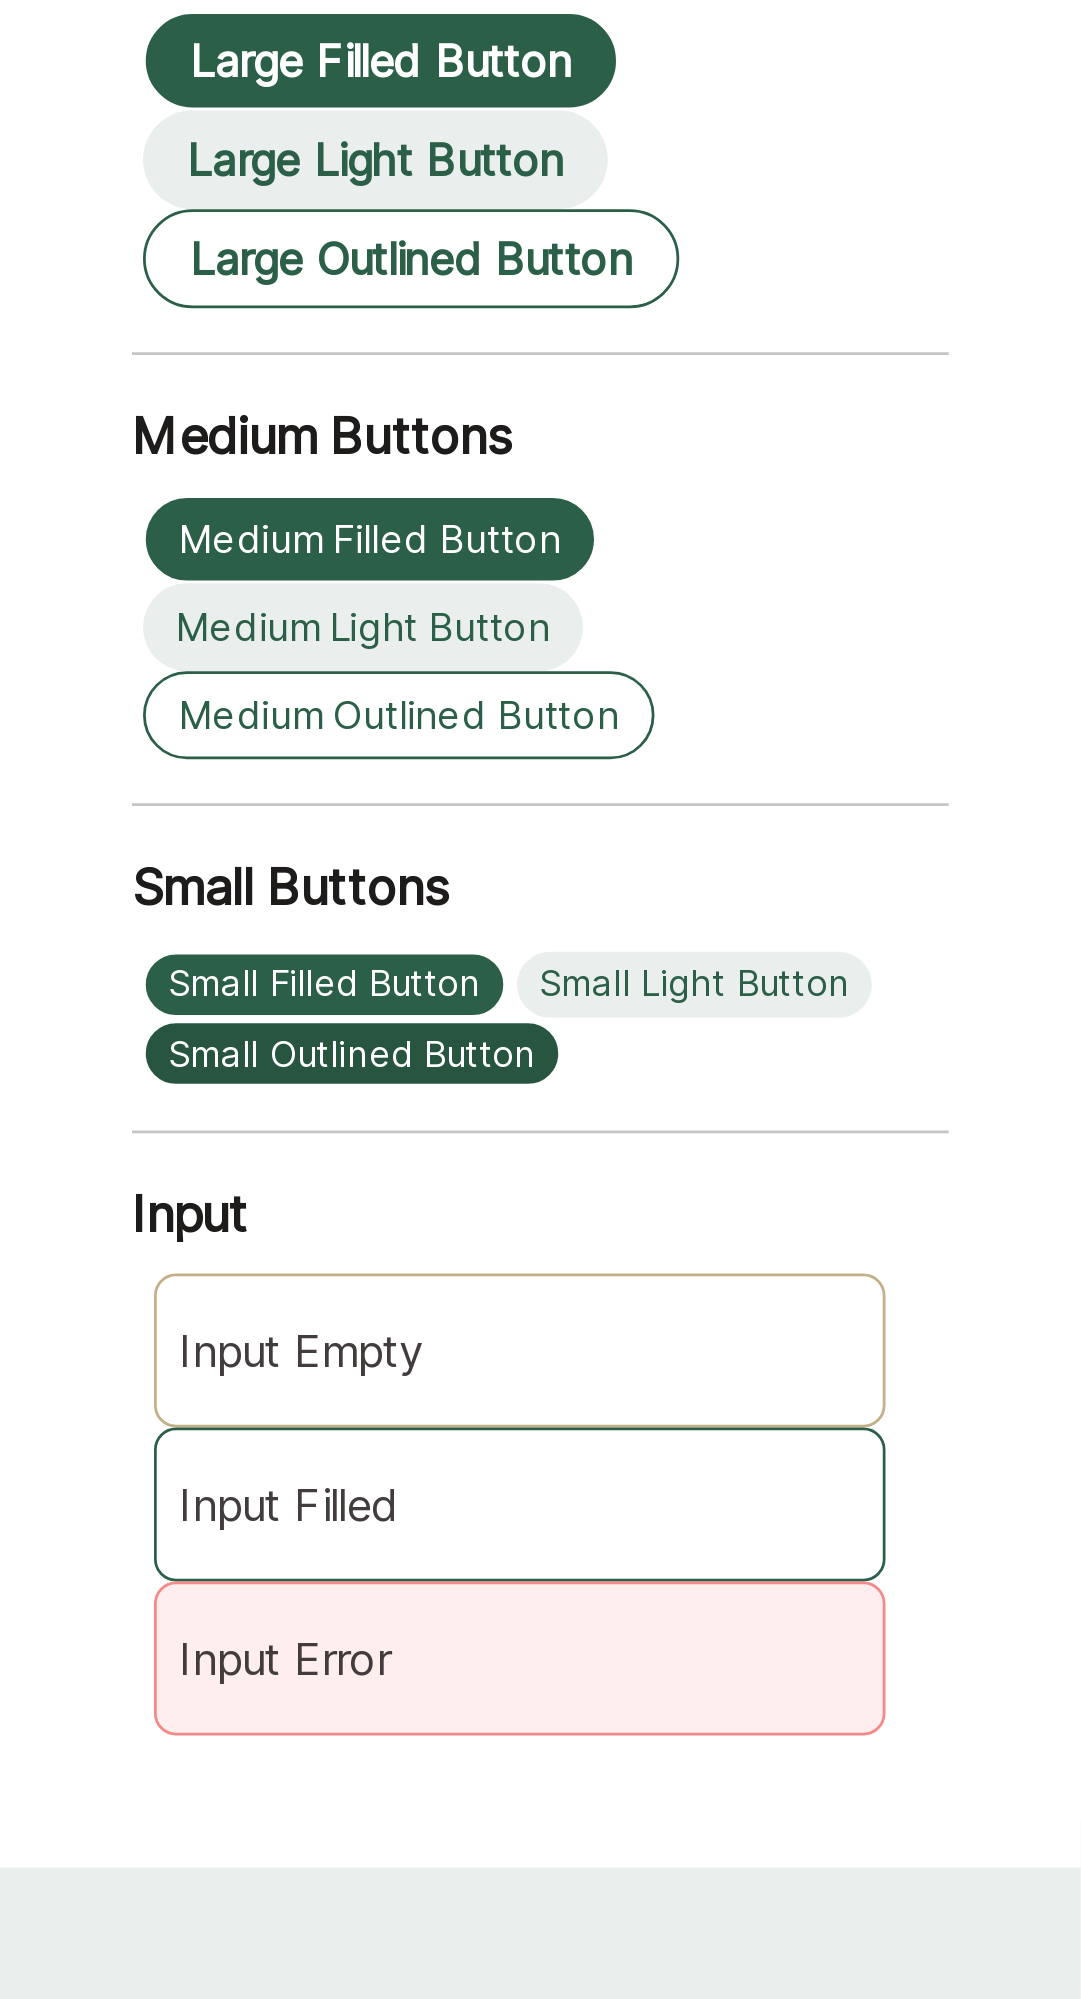 Large Filled Button
Large Light Button
Large Outlined Button
Medium Buttons
Medium Filled Button
Medium Light Button
Medium Outlined Button
Small Buttons
Small Filled Button Small Light Button
Small Outlined Button
Input
Input Empty
Input Filled
Input Error